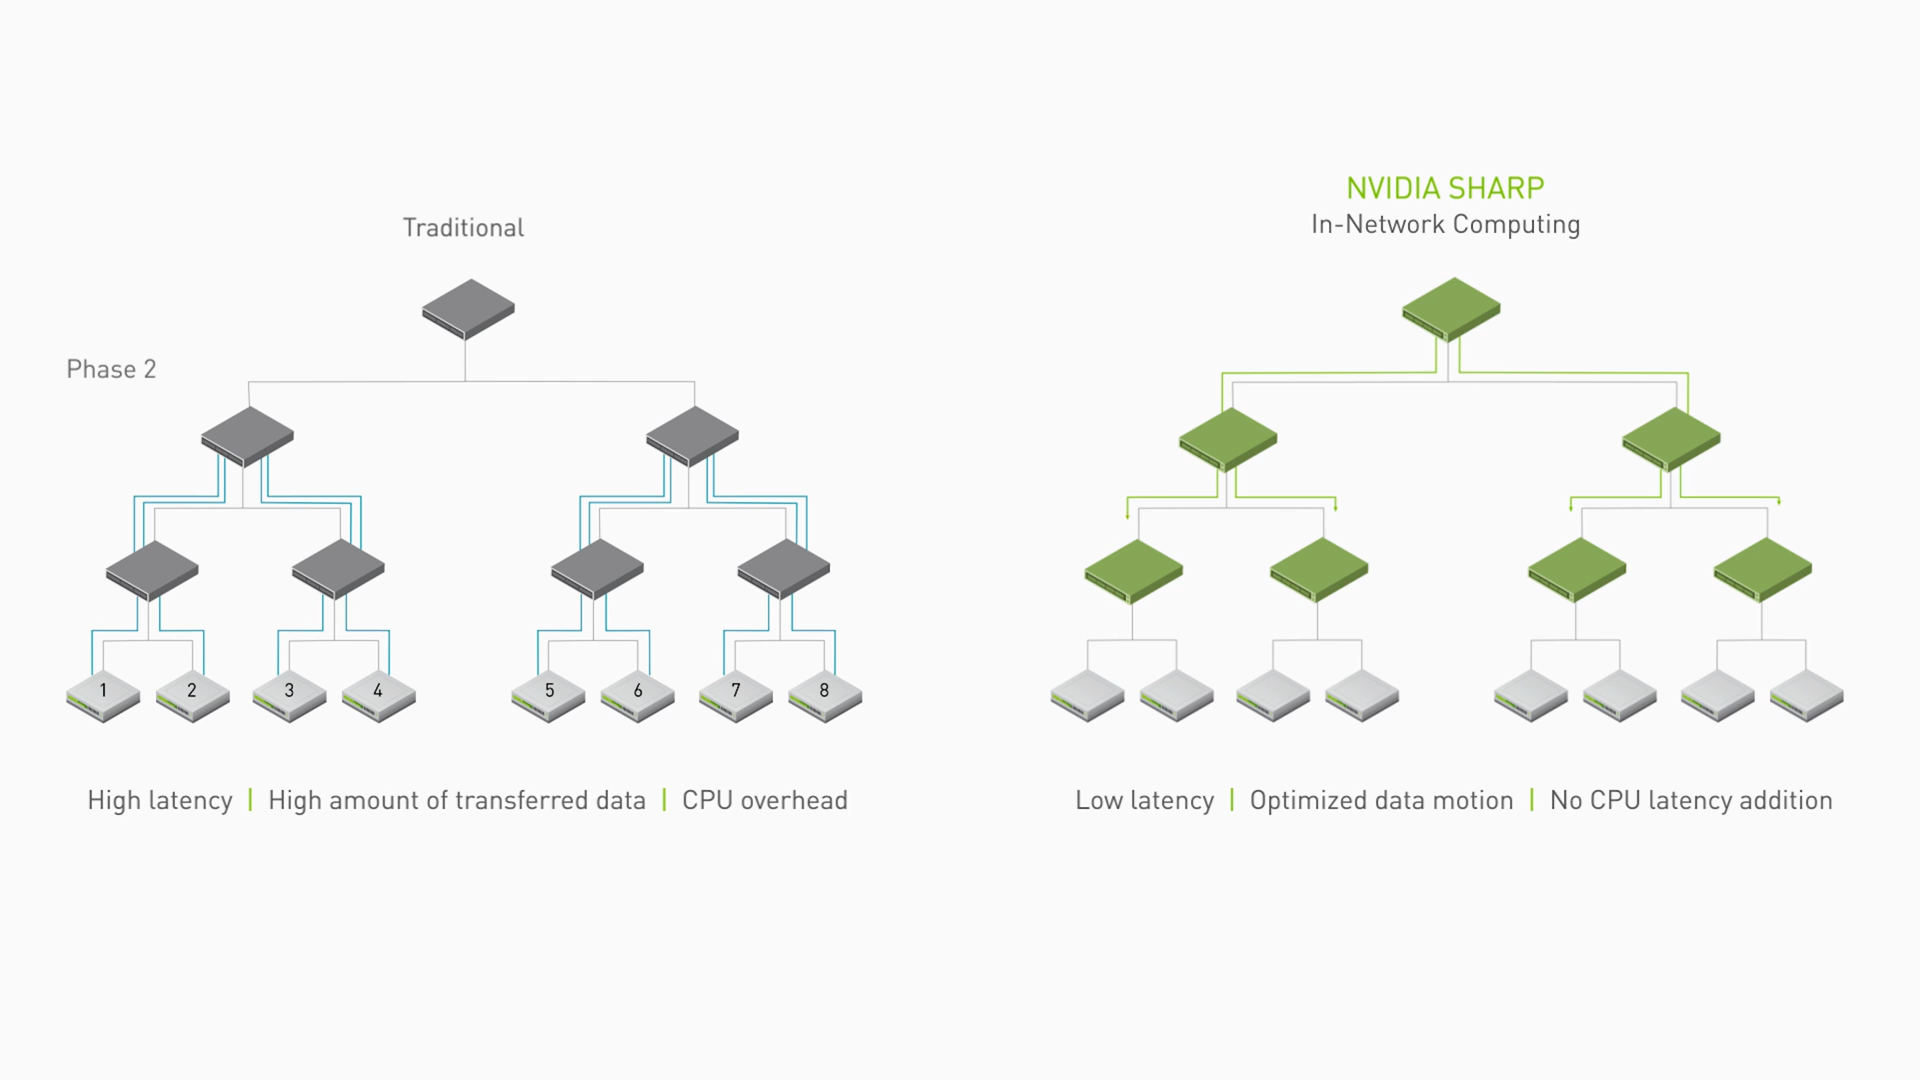 Traditional
Phase 2
1 2 3 4 5 6 7 8
High latency | High amount of transferred data | CPU overhead
NVIDIA SHARP
In-Network Computing
Low latency | Optimized data motion | No CPU latency addition